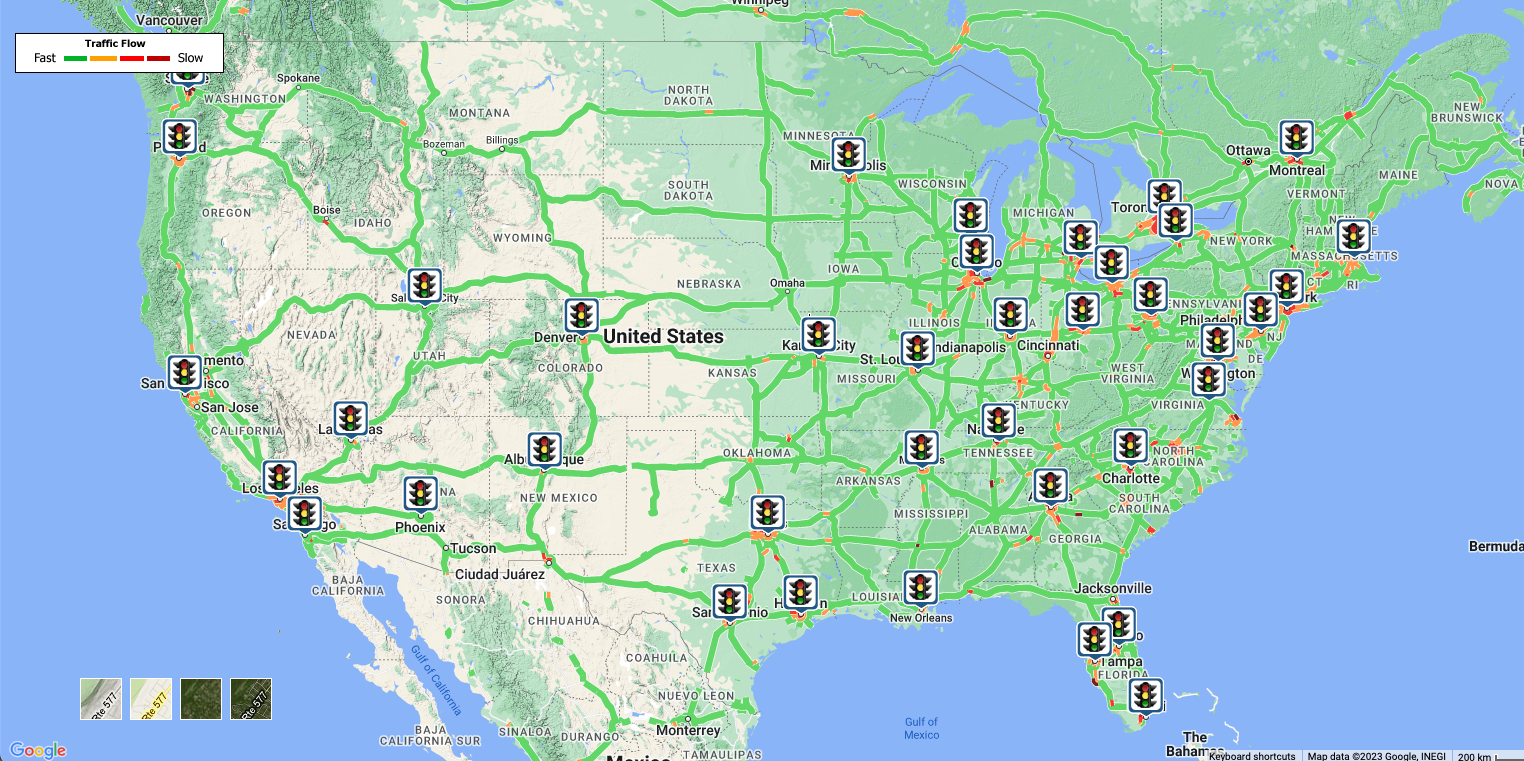 Winnipeg
Vancouver
Traffic Flow
Fast
Slow
Spokane
WASHINGTON
NORTH
DAKOTA
MONTANA
NEW
BRUNSWICK
MINNESOTA
Bozeman
Billings
Ottawa
Montreal
MAINE
NOVA
SOUTH
DAKOTA
WISCONSIN
VERMONT
OREGON
Boise
IDAHO
MICHIGAN
NEW YORK
WYOMING
MASSACHUSETTS
RI
IOWA
NEBRASKA
Omaha
NEVADA
Denver
United States
ILLINOIS
Indianapolis
Cincinnati
UTAH
COLORADO
KANSAS
MISSOURI
NJ
DE
WEST
VIRGINIA
San Jose
CALIFORNIA
KENTUCKY
VIRGINIA
OKLAHOMA
TENNESSEE
NORTH
CAROLINA
ARKANSAS
Charlotte
SOUTH
CAROLINA
NEW MEXICO
Phoenix
MISSISSIPPI
ALABAMA
GEORGIA
Tucson
Bermuda
Ciudad Juárez
TEXAS
BAJA
CALIFORNIA
SONORA
CHIHUAHUA
Jacksonville
New Orleans
COAHUILA
Tampa
FLORIDA
Gulf of California
NUEVO LEON
Rte 577
Rte 577
Rte 577
Monterrey
Gulf of
Mexico
SINALOA
DURANGO
BAJA
CALIFORNIA SUR
TAMAULIPAS
The
Bahamas
Mexico
Google
Keyboard shortcuts
Map data ©2023 Google, INEGI
200 km